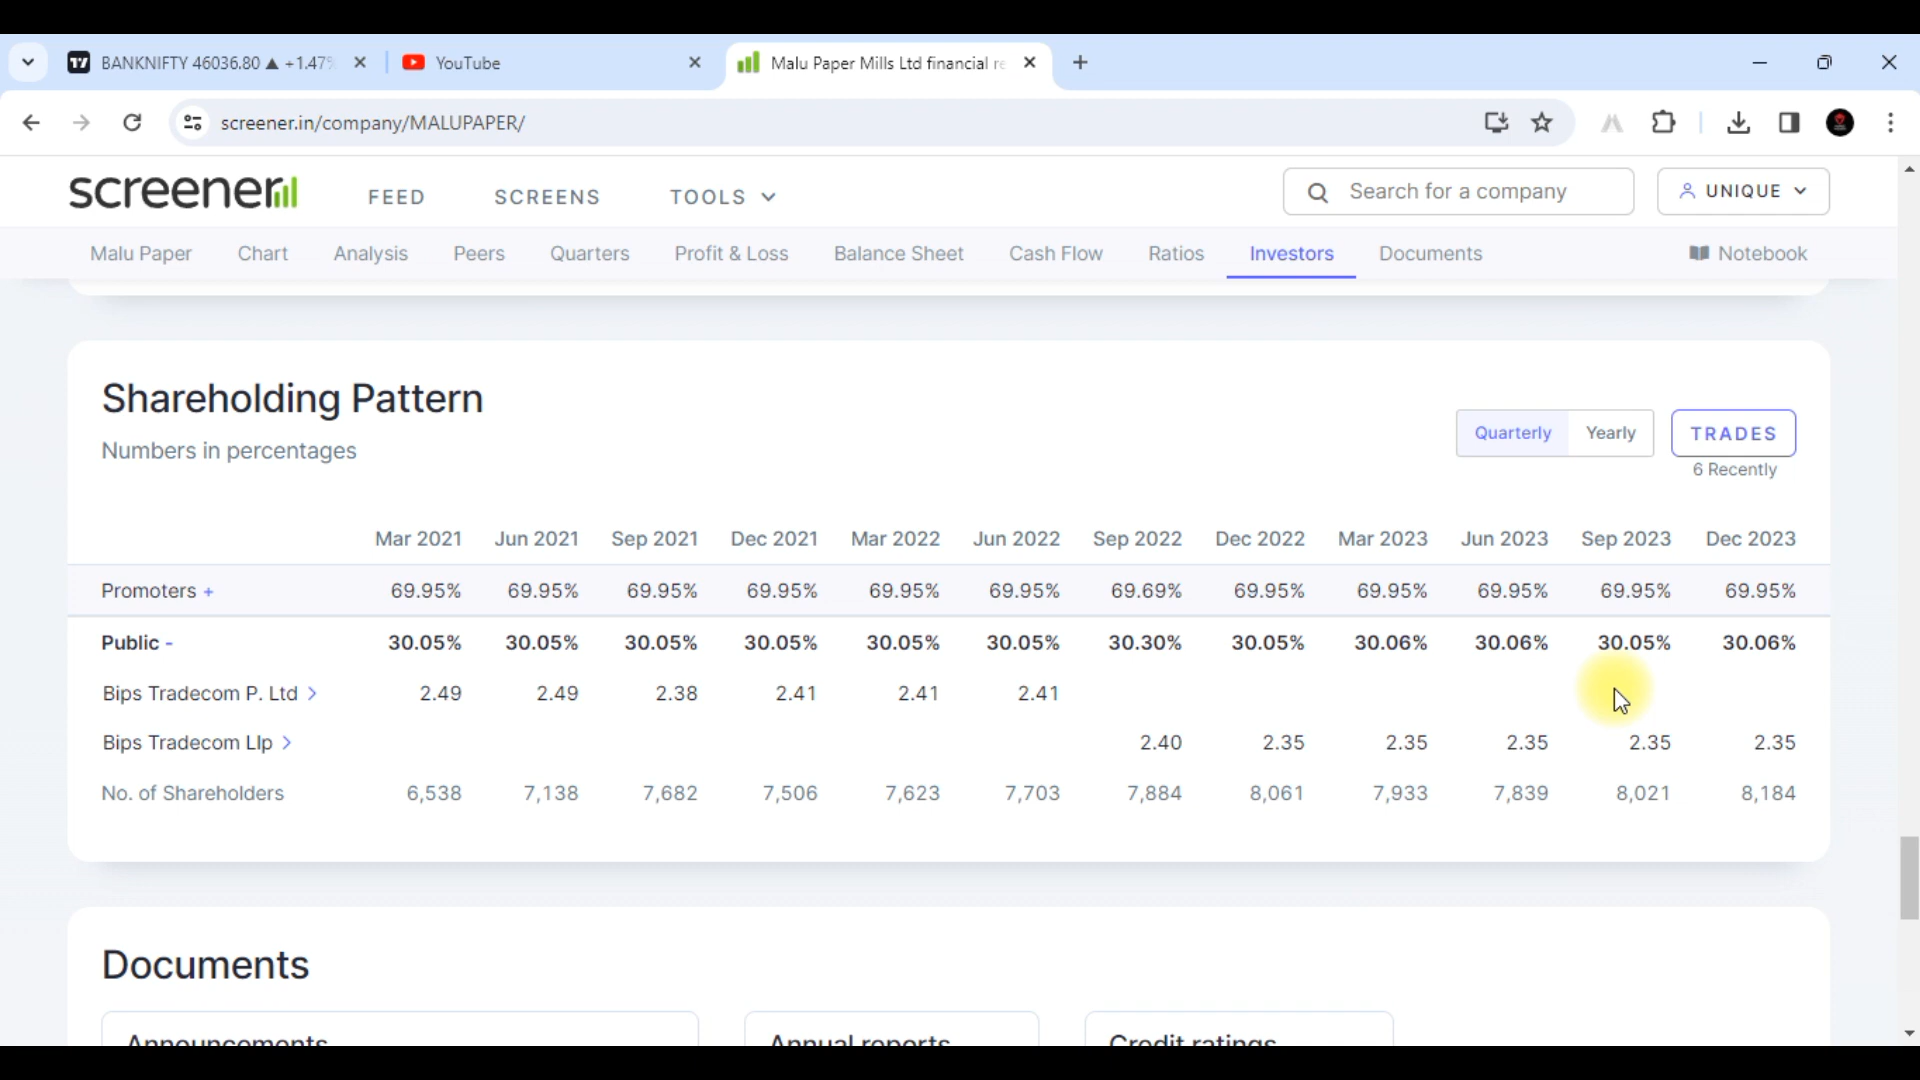 BANKNIFTY 46036.80 ▲ +1.47%
YouTube
Malu Paper Mills Ltd financial re
screener.in/company/MALUPAPER/
screener
FEED
SCREENS
TOOLS
Search for a company
UNIQUE
Malu Paper
Chart
Analysis
Peers
Quarters
Profit & Loss
Balance Sheet
Cash Flow
Ratios
Investors
Documents
Notebook
Shareholding Pattern
Numbers in percentages
Quarterly
Yearly
TRADES
6 Recently
Mar 2021 Jun 2021 Sep 2021 Dec 2021 Mar 2022 Jun 2022 Sep 2022 Dec 2022 Mar 2023 Jun 2023 Sep 2023 Dec 2023
Promoters + 69.95% 69.95% 69.95% 69.95% 69.95% 69.95% 69.69% 69.95% 69.95% 69.95% 69.95% 69.95%
Public - 30.05% 30.05% 30.05% 30.05% 30.05% 30.05% 30.30% 30.05% 30.06% 30.06% 30.05% 30.06%
Bips Tradecom P. Ltd > 2.49 2.49 2.38 2.41 2.41 2.41
Bips Tradecom Llp > 2.40 2.35 2.35 2.35 2.35 2.35
No. of Shareholders 6,538 7,138 7,682 7,506 7,623 7,703 7,884 8,061 7,933 7,839 8,021 8,184
Documents
Announcements
Annual reports
Credit ratings